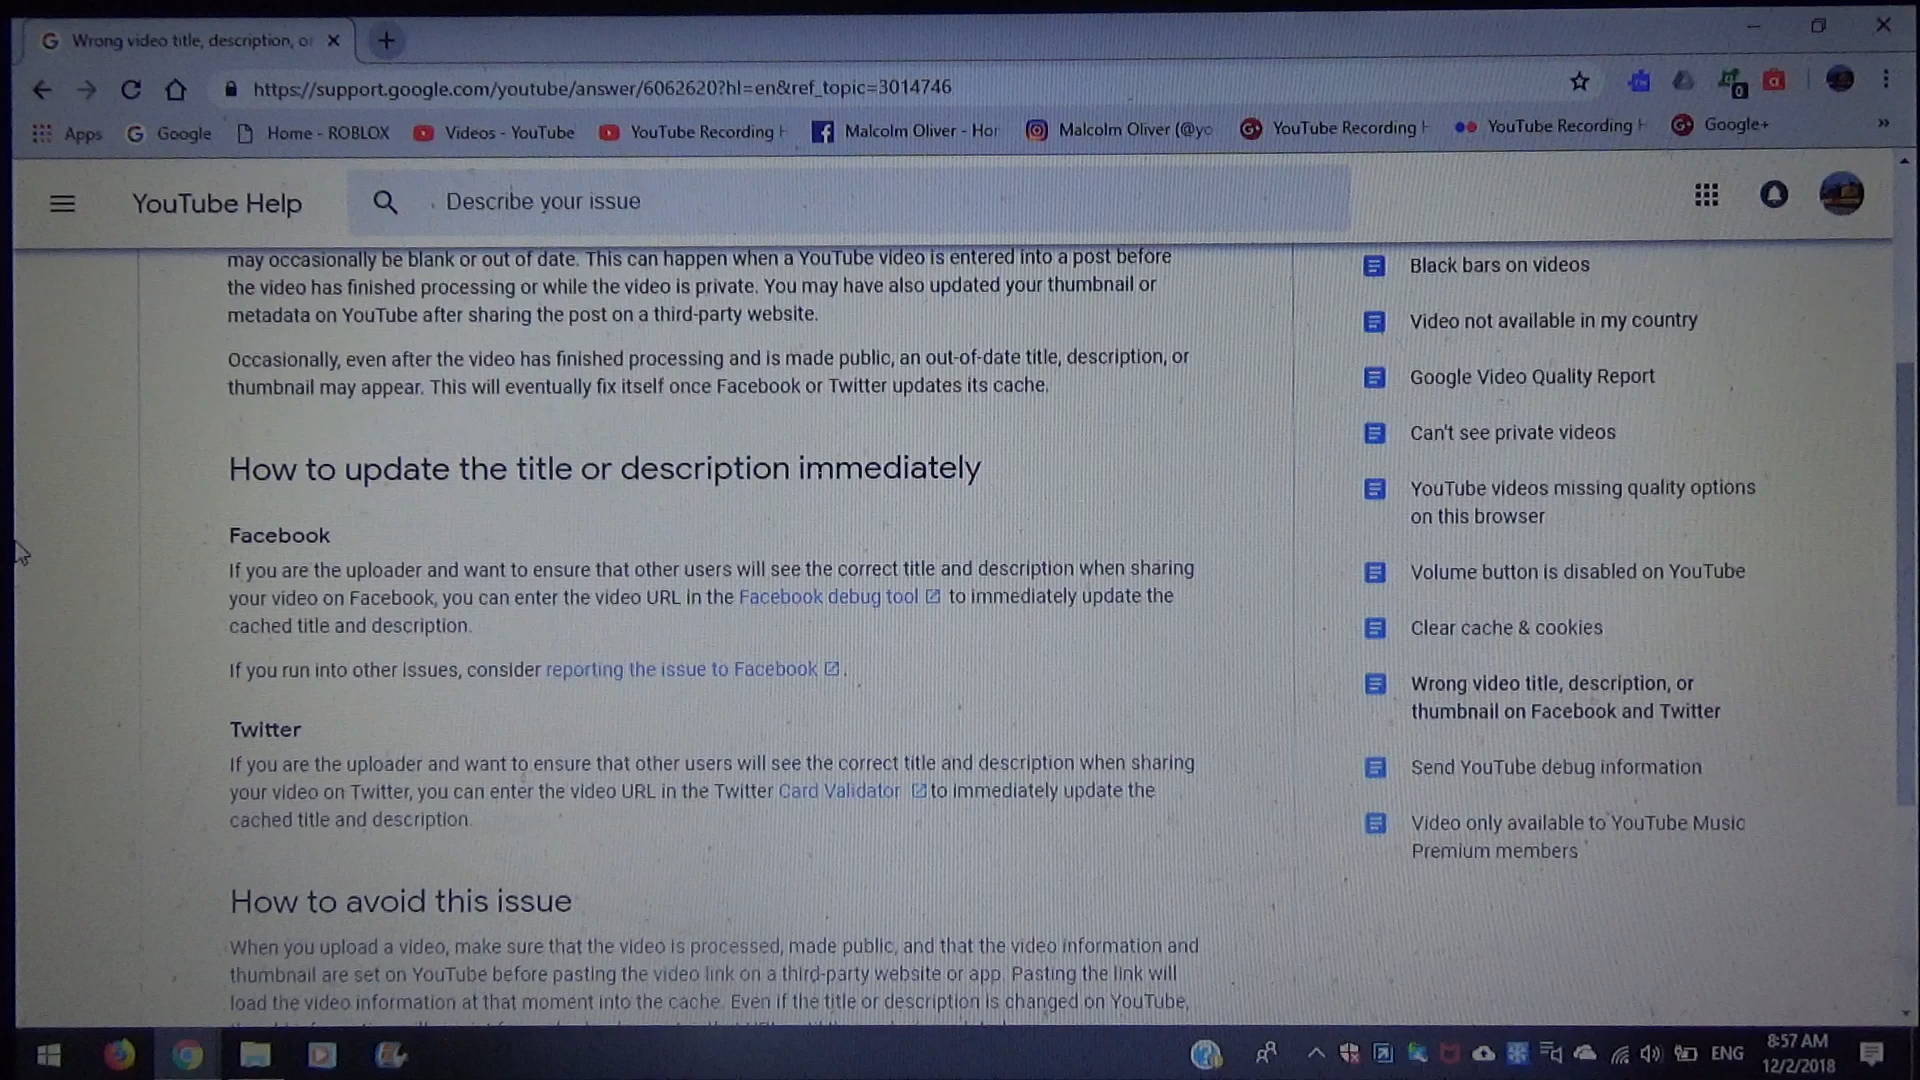 Wrong video title, description, or
https://support.google.com/youtube/answer/6062620?hl=en&ref_topic=3014746
Apps
Google
Home - ROBLOX
Videos - YouTube
YouTube Recording H
Malcolm Oliver - Hor
Malcolm Oliver (@yo
YouTube Recording H
YouTube Recording H
Google+
YouTube Help
Describe your issue
may occasionally be blank or out of date. This can happen when a YouTube video is entered into a post before
the video has finished processing or while the video is private. You may have also updated your thumbnail or
metadata on YouTube after sharing the post on a third-party website.
Occasionally, even after the video has finished processing and is made public, an out-of-date title, description, or
thumbnail may appear. This will eventually fix itself once Facebook or Twitter updates its cache.
How to update the title or description immediately
Facebook
If you are the uploader and want to ensure that other users will see the correct title and description when sharing
your video on Facebook, you can enter the video URL in the Facebook debug tool to immediately update the
cached title and description.
If you run into other issues, consider reporting the issue to Facebook.
Twitter
If you are the uploader and want to ensure that other users will see the correct title and description when sharing
your video on Twitter, you can enter the video URL in the Twitter Card Validator to immediately update the
cached title and description.
How to avoid this issue
When you upload a video, make sure that the video is processed, made public, and that the video information and
thumbnail are set on YouTube before pasting the video link on a third-party website or app. Pasting the link will
load the video information at that moment into the cache. Even if the title or description is changed on YouTube,
Black bars on videos
Video not available in my country
Google Video Quality Report
Can't see private videos
YouTube videos missing quality options
on this browser
Volume button is disabled on YouTube
Clear cache & cookies
Wrong video title, description, or
thumbnail on Facebook and Twitter
Send YouTube debug information
Video only available to YouTube Music
Premium members
ENG
8:57 AM
12/2/2018